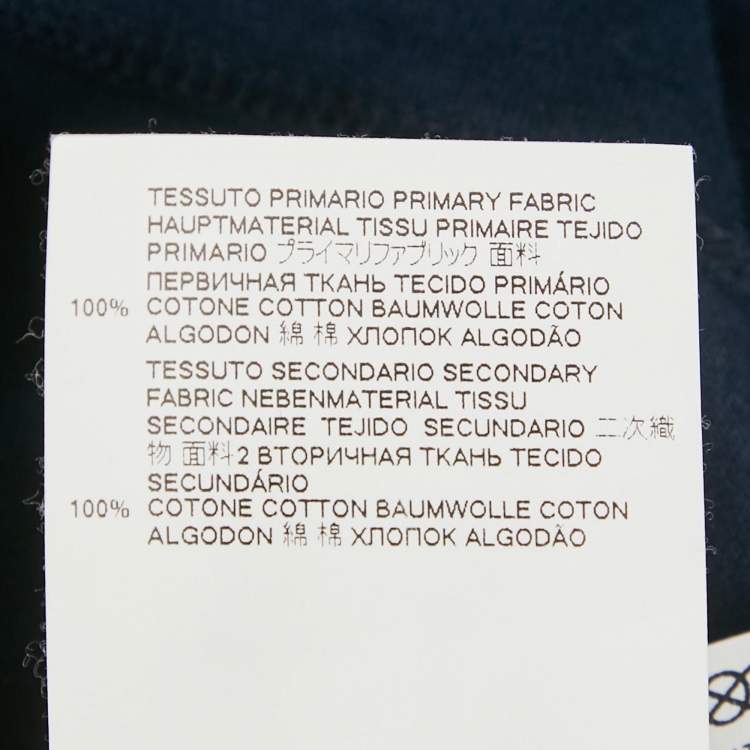 TESSUTO PRIMARIO PRIMARY FABRIC
HAUPTMATERIAL TISSU PRIMAIRE TEJIDO
PRIMARIO プライマリファブリック 面料
ПЕРВИЧНАЯ ТКАНЬ TECIDO PRIMÁRIO
100% COTONE COTTON BAUMWOLLE COTON
ALGODON 綿 棉 ХЛОПОК ALGODÃO
TESSUTO SECONDARIO SECONDARY
FABRIC NEBENMATERIAL TISSU
SECONDAIRE TEJIDO SECUNDARIO 二次織
物 面料2 ВТОРИЧНАЯ ТКАНЬ TECIDO
SECUNDÁRIO
100% COTONE COTTON BAUMWOLLE COTON
ALGODON 綿 棉 ХЛОПОК ALGODÃO